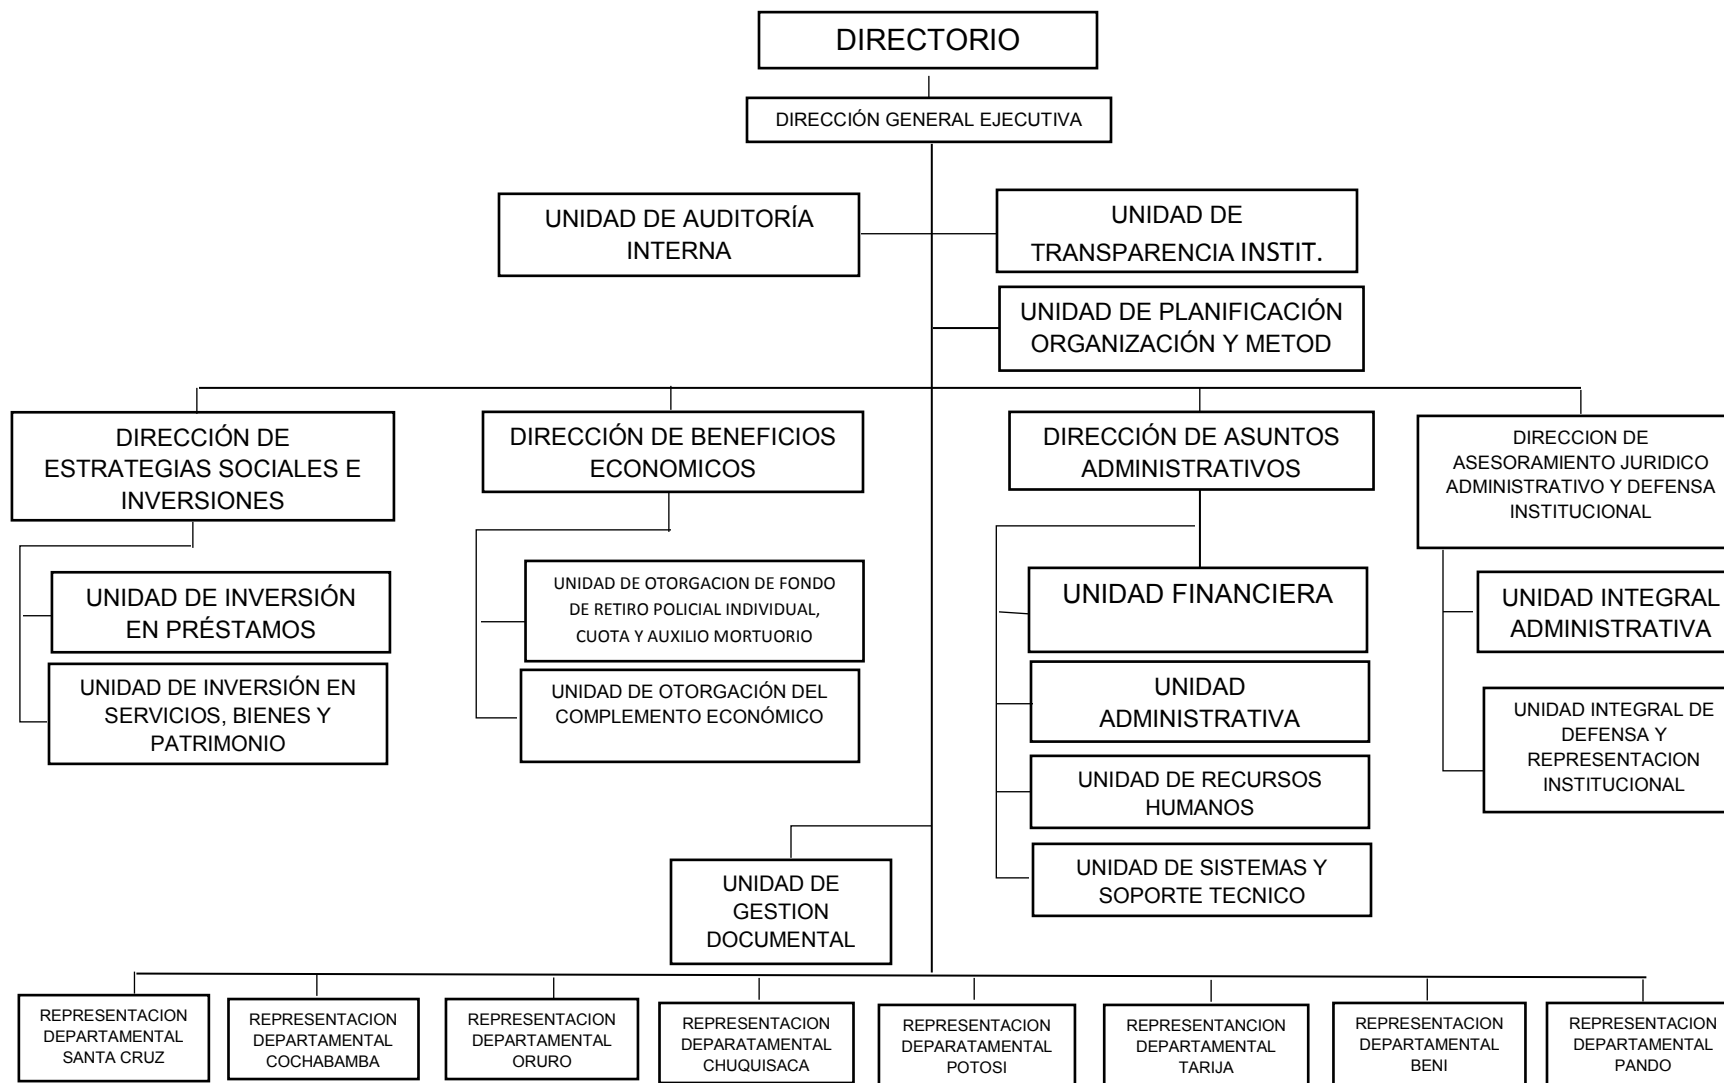 DIRECTORIO
DIRECCIÓN GENERAL EJECUTIVA
UNIDAD DE AUDITORÍA
INTERNA
UNIDAD DE
TRANSPARENCIA INSTIT.
UNIDAD DE PLANIFICACIÓN
ORGANIZACIÓN Y METOD
DIRECCIÓN DE
ESTRATEGIAS SOCIALES E
INVERSIONES
DIRECCIÓN DE BENEFICIOS
ECONOMICOS
DIRECCIÓN DE ASUNTOS
ADMINISTRATIVOS
DIRECCION DE
ASESORAMIENTO JURIDICO
ADMINISTRATIVO Y DEFENSA
INSTITUCIONAL
UNIDAD DE INVERSIÓN
EN PRÉSTAMOS
UNIDAD DE INVERSIÓN EN
SERVICIOS, BIENES Y
PATRIMONIO
UNIDAD DE OTORGACION DE FONDO
DE RETIRO POLICIAL INDIVIDUAL,
CUOTA Y AUXILIO MORTUORIO
UNIDAD DE OTORGACIÓN DEL
COMPLEMENTO ECONÓMICO
UNIDAD FINANCIERA
UNIDAD
ADMINISTRATIVA
UNIDAD DE RECURSOS
HUMANOS
UNIDAD DE SISTEMAS Y
SOPORTE TECNICO
UNIDAD INTEGRAL
ADMINISTRATIVA
UNIDAD INTEGRAL DE
DEFENSA Y
REPRESENTACION
INSTITUCIONAL
UNIDAD DE
GESTION
DOCUMENTAL
REPRESENTACION
DEPARTAMENTAL
SANTA CRUZ
REPRESENTACION
DEPARTAMENTAL
COCHABAMBA
REPRESENTACION
DEPARTAMENTAL
ORURO
REPRESENTACION
DEPARATAMENTAL
CHUQUISACA
REPRESENTACION
DEPARATAMENTAL
POTOSI
REPRESENTANCION
DEPARTAMENTAL
TARIJA
REPRESENTACION
DEPARTAMENTAL
BENI
REPRESENTACION
DEPARTAMENTAL
PANDO